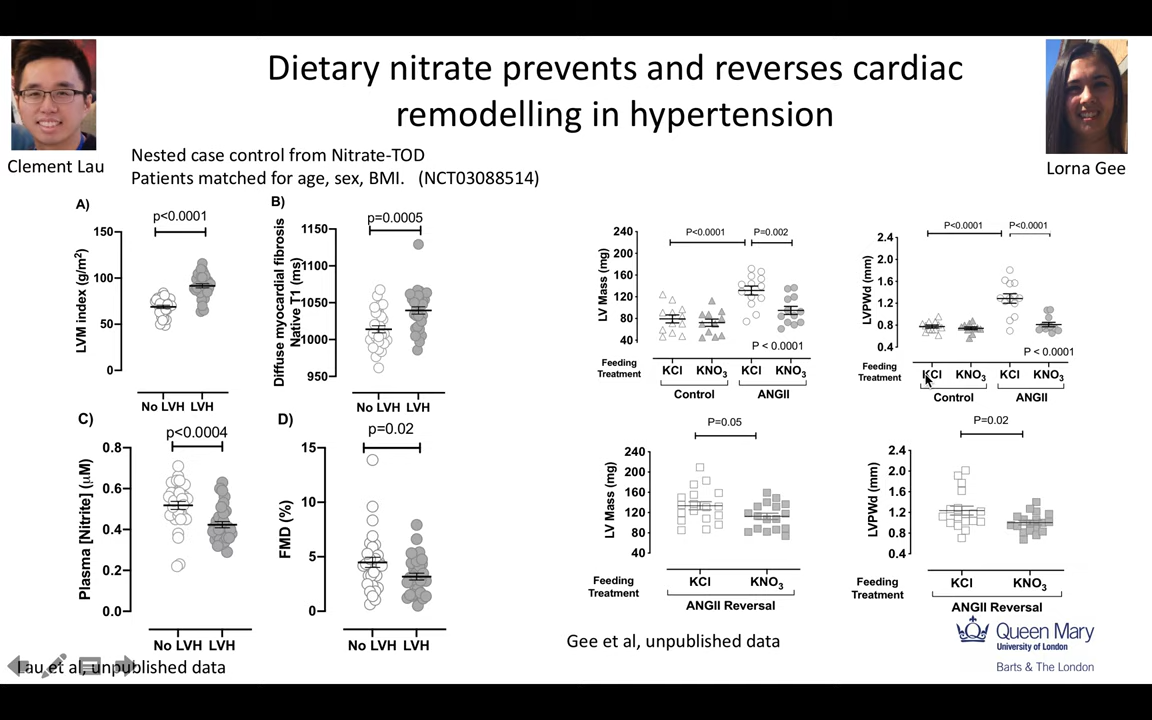 Dietary nitrate prevents and reverses cardiac
remodelling in hypertension
Clement Lau
Lorna Gee
Nested case control from Nitrate-TOD
Patients matched for age, sex, BMI. (NCT03088514)
A)
p<0.0001
LVM index (g/m²)
150
100
50
0
No LVH LVH
B)
p=0.0005
Diffuse myocardial fibrosis
Native T1 (ms)
1150
1100
1050
1000
950
No LVH LVH
C)
p<0.0004
Plasma [Nitrite] (µM)
0.8
0.6
0.4
0.2
0.0
No LVH LVH
D)
p=0.02
FMD (%)
15
10
5
0
No LVH LVH
Lau et al, unpublished data
P<0.0001 P=0.002
LV Mass (mg)
240
200
160
120
80
40
P < 0.0001
Feeding
Treatment
KCl KNO₃ KCl KNO₃
Control ANGII
P<0.0001 P<0.0001
LVPWd (mm)
2.4
2.0
1.6
1.2
0.8
0.4
P < 0.0001
Feeding
Treatment
KCl KNO₃ KCl KNO₃
Control ANGII
P=0.05
LV Mass (mg)
240
200
160
120
80
40
Feeding
Treatment
KCl KNO₃
ANGII Reversal
P=0.02
LVPWd (mm)
2.4
2.0
1.6
1.2
0.8
0.4
Feeding
Treatment
KCl KNO₃
ANGII Reversal
Gee et al, unpublished data
Queen Mary
University of London
Barts & The London